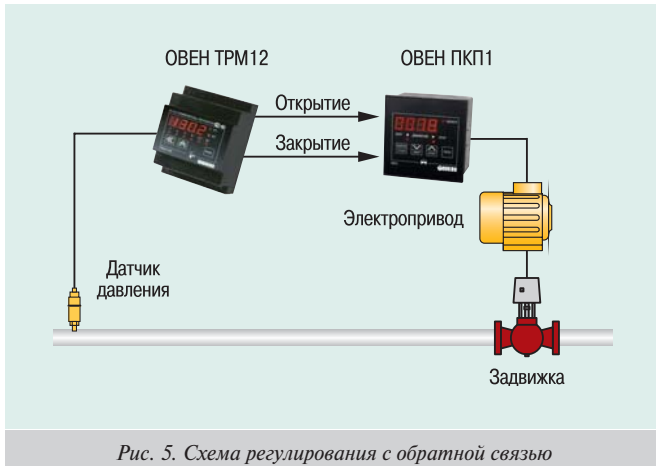 ОВЕН ТРМ12
ОВЕН ПКП1
Открытие
Закрытие
Электропривод
Датчик
давления
Задвижка
Рис. 5. Схема регулирования с обратной связью